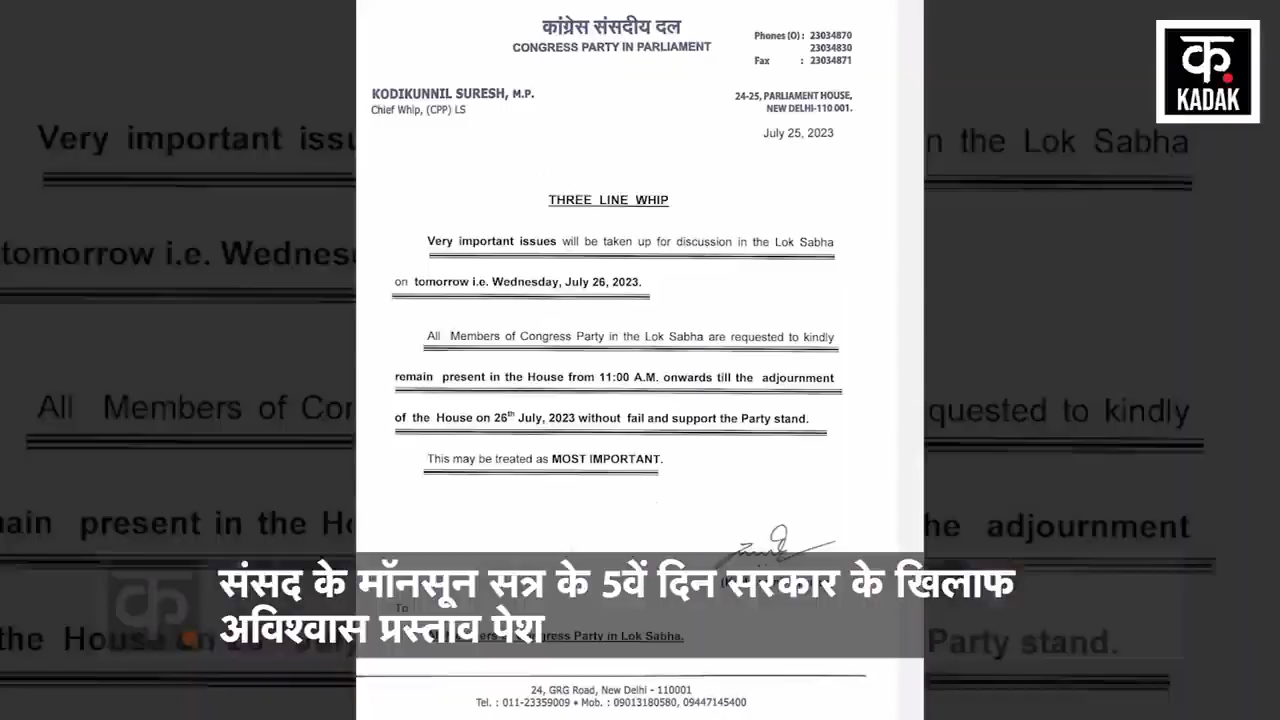 कांग्रेस संसदीय दल
CONGRESS PARTY IN PARLIAMENT
Phones (O) : 23034870
23034830
Fax : 23034871
KODIKUNNIL SURESH, M.P.
Chief Whip, (CPP) LS
24-25, PARLIAMENT HOUSE,
NEW DELHI-110 001.
July 25, 2023
THREE LINE WHIP
Very important issues will be taken up for discussion in the Lok Sabha
on tomorrow i.e. Wednesday, July 26, 2023.
All Members of Congress Party in the Lok Sabha are requested to kindly
remain present in the House from 11:00 A.M. onwards till the adjournment
of the House on 26th July, 2023 without fail and support the Party stand.
This may be treated as MOST IMPORTANT.
To
Congress Party in Lok Sabha.
24, GRG Road, New Delhi - 110001
Tel. : 011-23359009 • Mob. : 09013180580, 09447145400
क.
KADAK
संसद के मॉनसून सत्र के 5वें दिन सरकार के खिलाफ
अविश्वास प्रस्ताव पेश